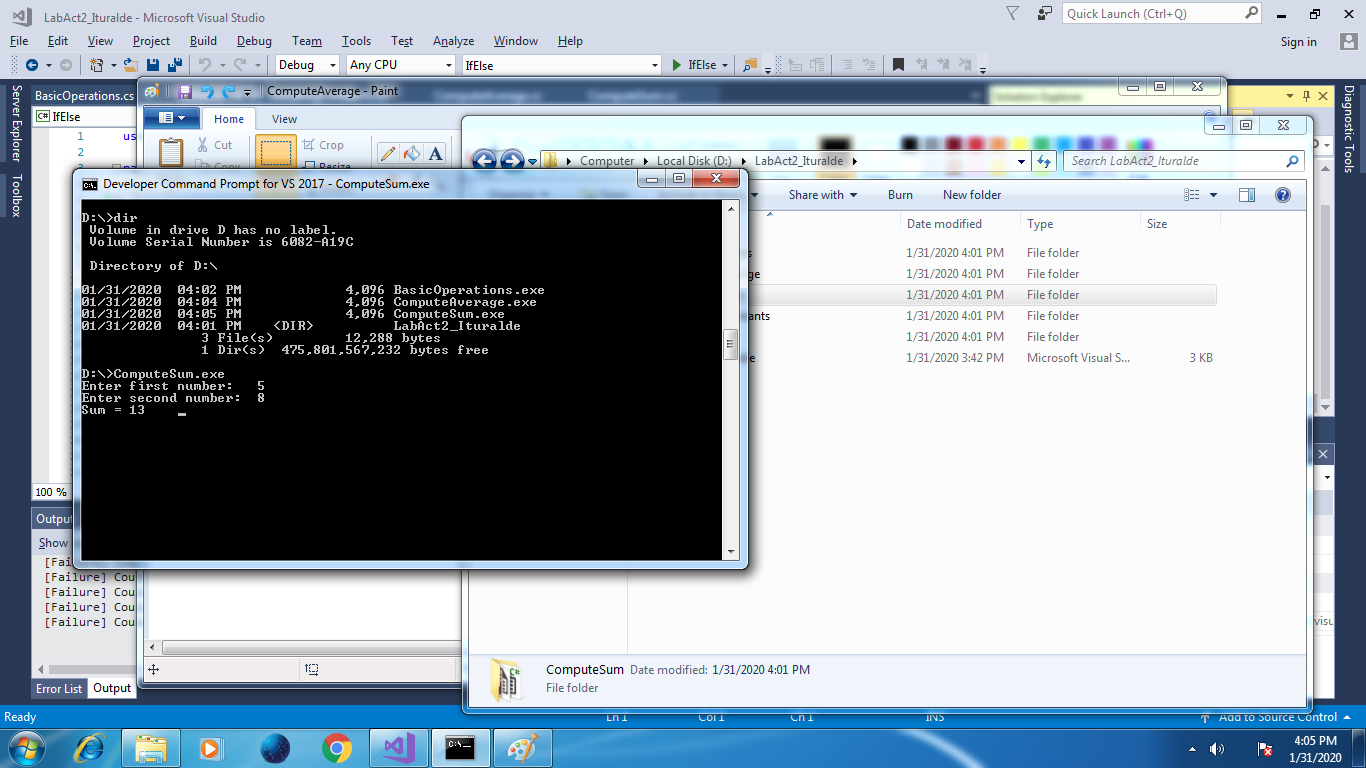 LabAct2_Ituralde - Microsoft Visual Studio
Quick Launch (Ctrl+Q)
File Edit View Project Build Debug Team Tools Test Analyze Window Help
Sign in
Debug Any CPU IfElse IfElse
Server Explorer
Toolbox
BasicOperations.cs
IfElse
1 us
2
100 %
Output
Show
[Failure] Cou
[Failure] Cou
[Failure] Cou
[Failure] Cou
[Failure] Cou
Error List Output
Diagnostic Tools
Solution Explorer
ComputeAverage - Paint
Home View
Cut
Copy
Crop
Resize
Computer Local Disk (D:) LabAct2_Ituralde
Search LabAct2_Ituralde
Share with Burn New folder
Date modified Type Size
1/31/2020 4:01 PM File folder
1/31/2020 4:01 PM File folder
1/31/2020 4:01 PM File folder
1/31/2020 4:01 PM File folder
1/31/2020 4:01 PM File folder
1/31/2020 3:42 PM Microsoft Visual S... 3 KB
ComputeSum Date modified: 1/31/2020 4:01 PM
File folder
Developer Command Prompt for VS 2017 - ComputeSum.exe
D:\>dir
Volume in drive D has no label.
Volume Serial Number is 6082-A19C
Directory of D:\
01/31/2020 04:02 PM 4,096 BasicOperations.exe
01/31/2020 04:04 PM 4,096 ComputeAverage.exe
01/31/2020 04:05 PM 4,096 ComputeSum.exe
01/31/2020 04:01 PM <DIR> LabAct2_Ituralde
3 File(s) 12,288 bytes
1 Dir(s) 475,801,567,232 bytes free
D:\>ComputeSum.exe
Enter first number: 5
Enter second number: 8
Sum = 13
Ready Ln 1 Col 1 Ch 1 INS Add to Source Control
4:05 PM
1/31/2020